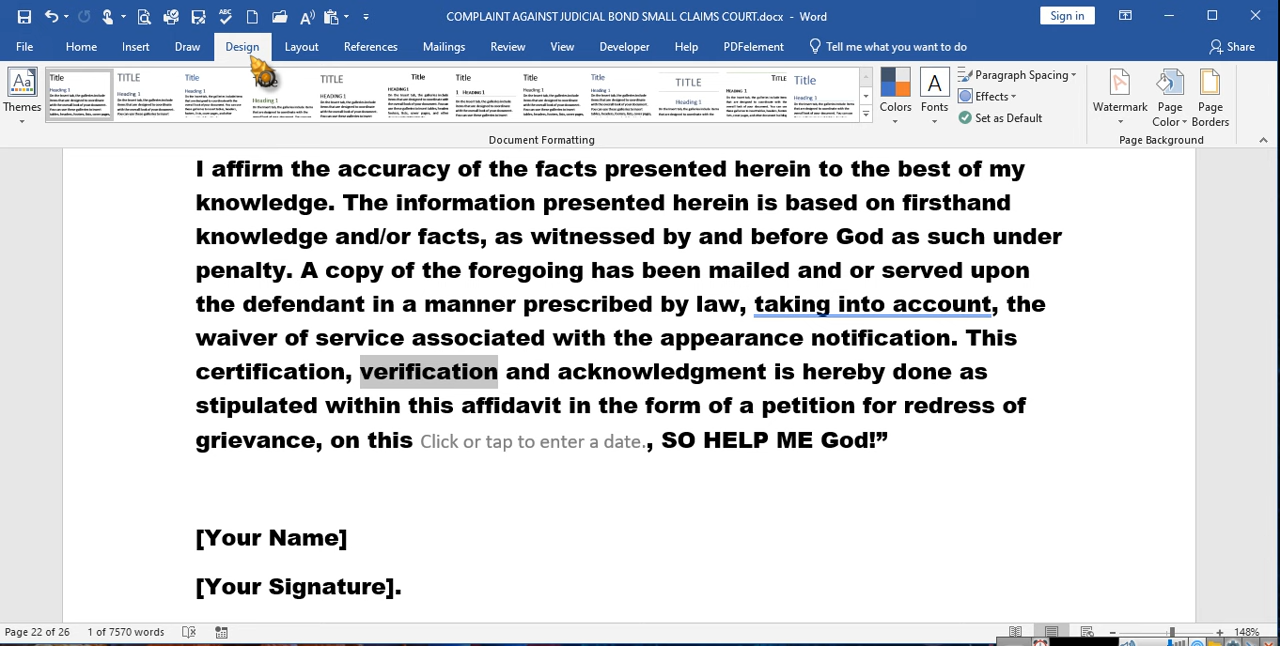 COMPLAINT AGAINST JUDICIAL BOND SMALL CLAIMS COURT.docx - Word
Sign in
File Home Insert Draw Design Layout References Mailings Review View Developer Help PDFelement Tell me what you want to do Share
Themes
Colors
Fonts
Paragraph Spacing
Effects
Set as Default
Watermark
Page Color
Page Borders
Document Formatting
Page Background
I affirm the accuracy of the facts presented herein to the best of my
knowledge. The information presented herein is based on firsthand
knowledge and/or facts, as witnessed by and before God as such under
penalty. A copy of the foregoing has been mailed and or served upon
the defendant in a manner prescribed by law, taking into account, the
waiver of service associated with the appearance notification. This
certification, verification and acknowledgment is hereby done as
stipulated within this affidavit in the form of a petition for redress of
grievance, on this Click or tap to enter a date., SO HELP ME God!”
[Your Name]
[Your Signature].
Page 22 of 26 1 of 7570 words 148%